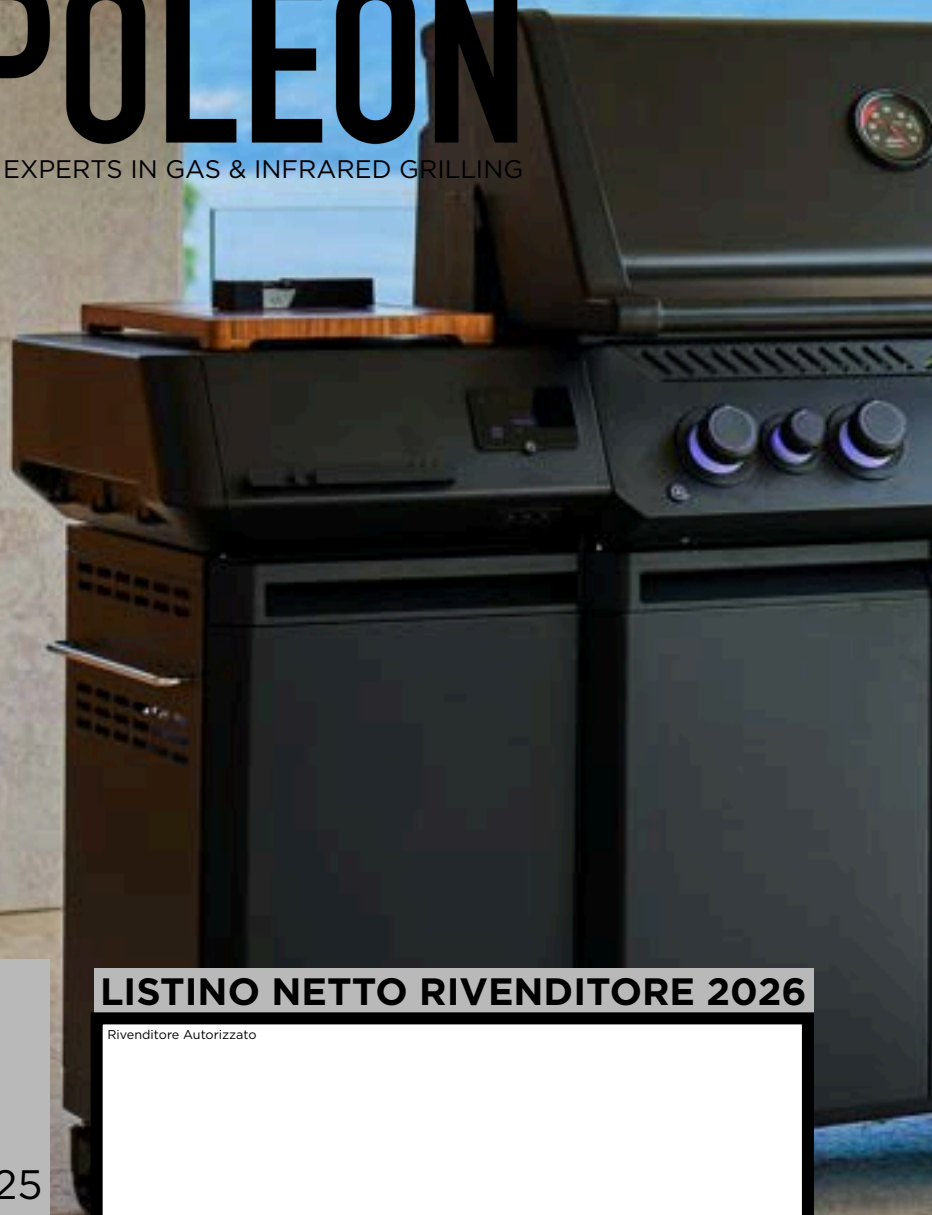 POLEON
EXPERTS IN GAS & INFRARED GRILLING
LISTINO NETTO RIVENDITORE 2026
Rivenditore Autorizzato
25